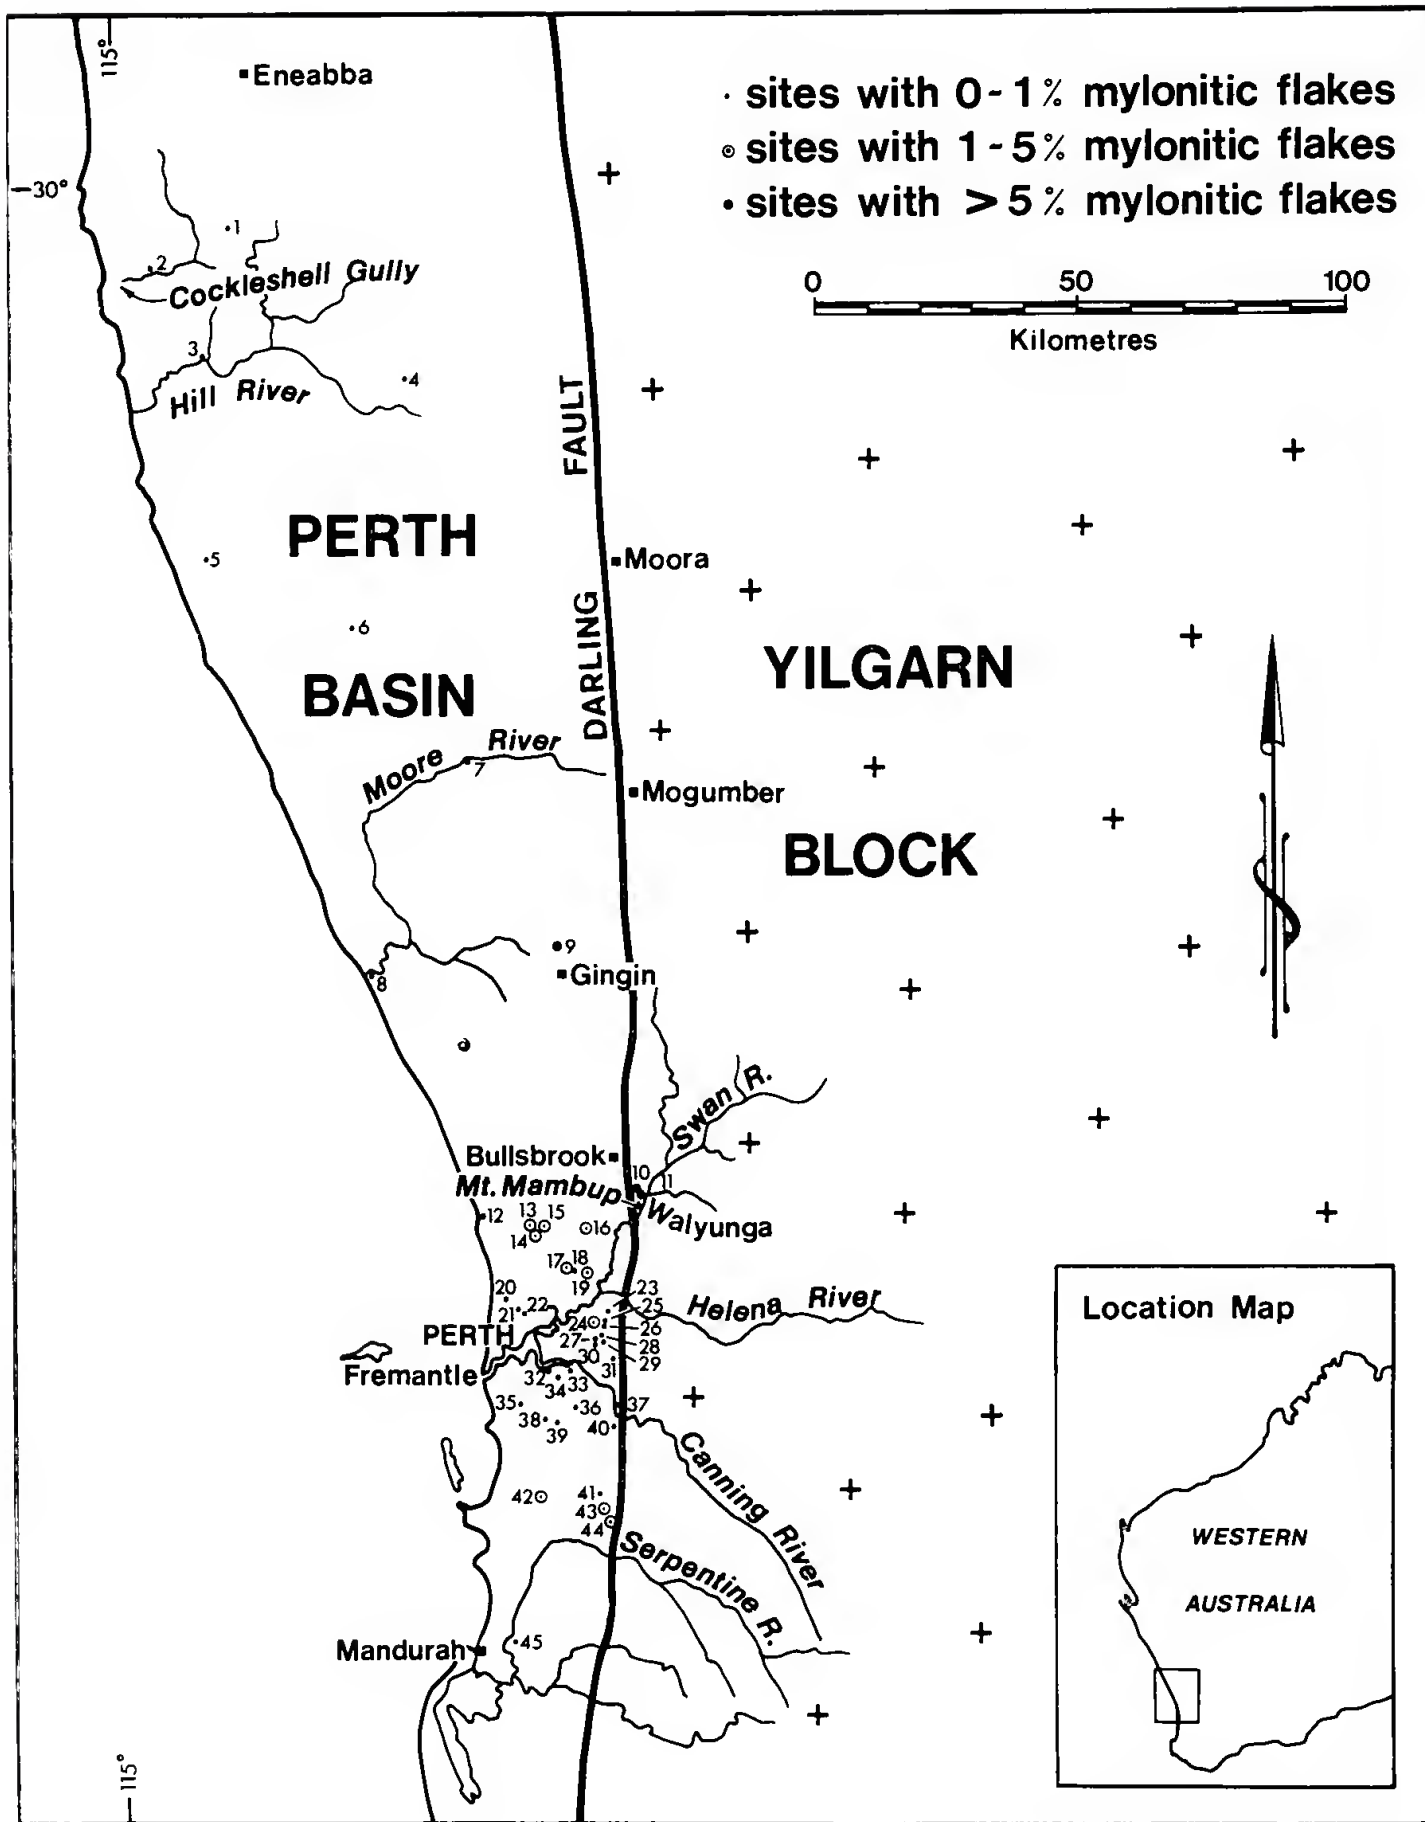 115°
Eneabba
sites with 0-1% mylonitic flakes
sites with 1-5% mylonitic flakes
sites with >5% mylonitic flakes
30°
1
2
Cockleshell Gully
0 50 100
Kilometres
3
4
Hill River
FAULT
PERTH
5
Moora
6
DARLING
YILGARN
BASIN
Moore River
7
Mogumber
BLOCK
9
Gingin
8
Swan R.
Bullsbrook
10
11
Mt. Mambup
Walyunga
12
13
15
14
16
17
18
19
20
21
22
23
24
25
26
Helena River
PERTH
27
28
29
30
31
Fremantle
32
33
34
35
36
37
38
39
40
Canning River
41
42
43
44
Serpentine R.
Mandurah
45
115°
Location Map
WESTERN
AUSTRALIA